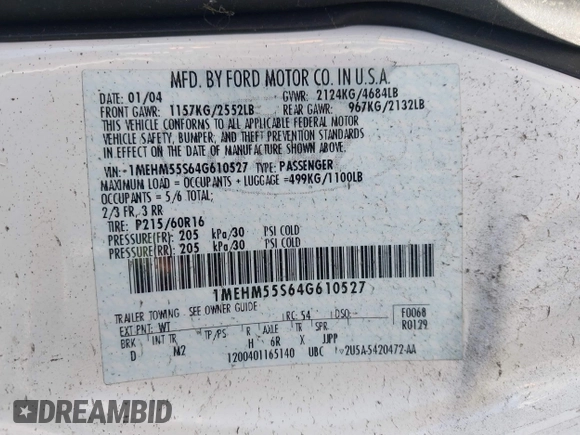 MFD. BY FORD MOTOR CO. IN U.S.A.
DATE: 01/04 GVWR: 2124KG/4684LB
FRONT GAWR: 1157KG/2552LB REAR GAWR: 967KG/2132LB
THIS VEHICLE CONFORMS TO ALL APPLICABLE FEDERAL MOTOR
VEHICLE SAFETY, BUMPER, AND THEFT PREVENTION STANDARDS
IN EFFECT ON THE DATE OF MANUFACTURE SHOWN ABOVE.
VIN: -1MEHM55S64G610527 TYPE: PASSENGER
MAXIMUM LOAD = OCCUPANTS + LUGGAGE =499KG/1100LB
OCCUPANTS = 5/6 TOTAL;
2/3 FR, 3 RR
TIRE: P215/60R16
PRESSURE(FR): 205 kPa/30 PSI COLD
PRESSURE(RR): 205 kPa/30 PSI COLD
1MEHM55S64G610527
TRAILER TOWING: SEE OWNER GUIDE
EXT PNT: WT RC: 54 DSO: F0068
BRK INT TR TP/PS R AXLE TR SPR R0129
D M2 H 6R X JJPP
1200401165140 UBC 2U5A-5420472-AA
DREAMBID .com